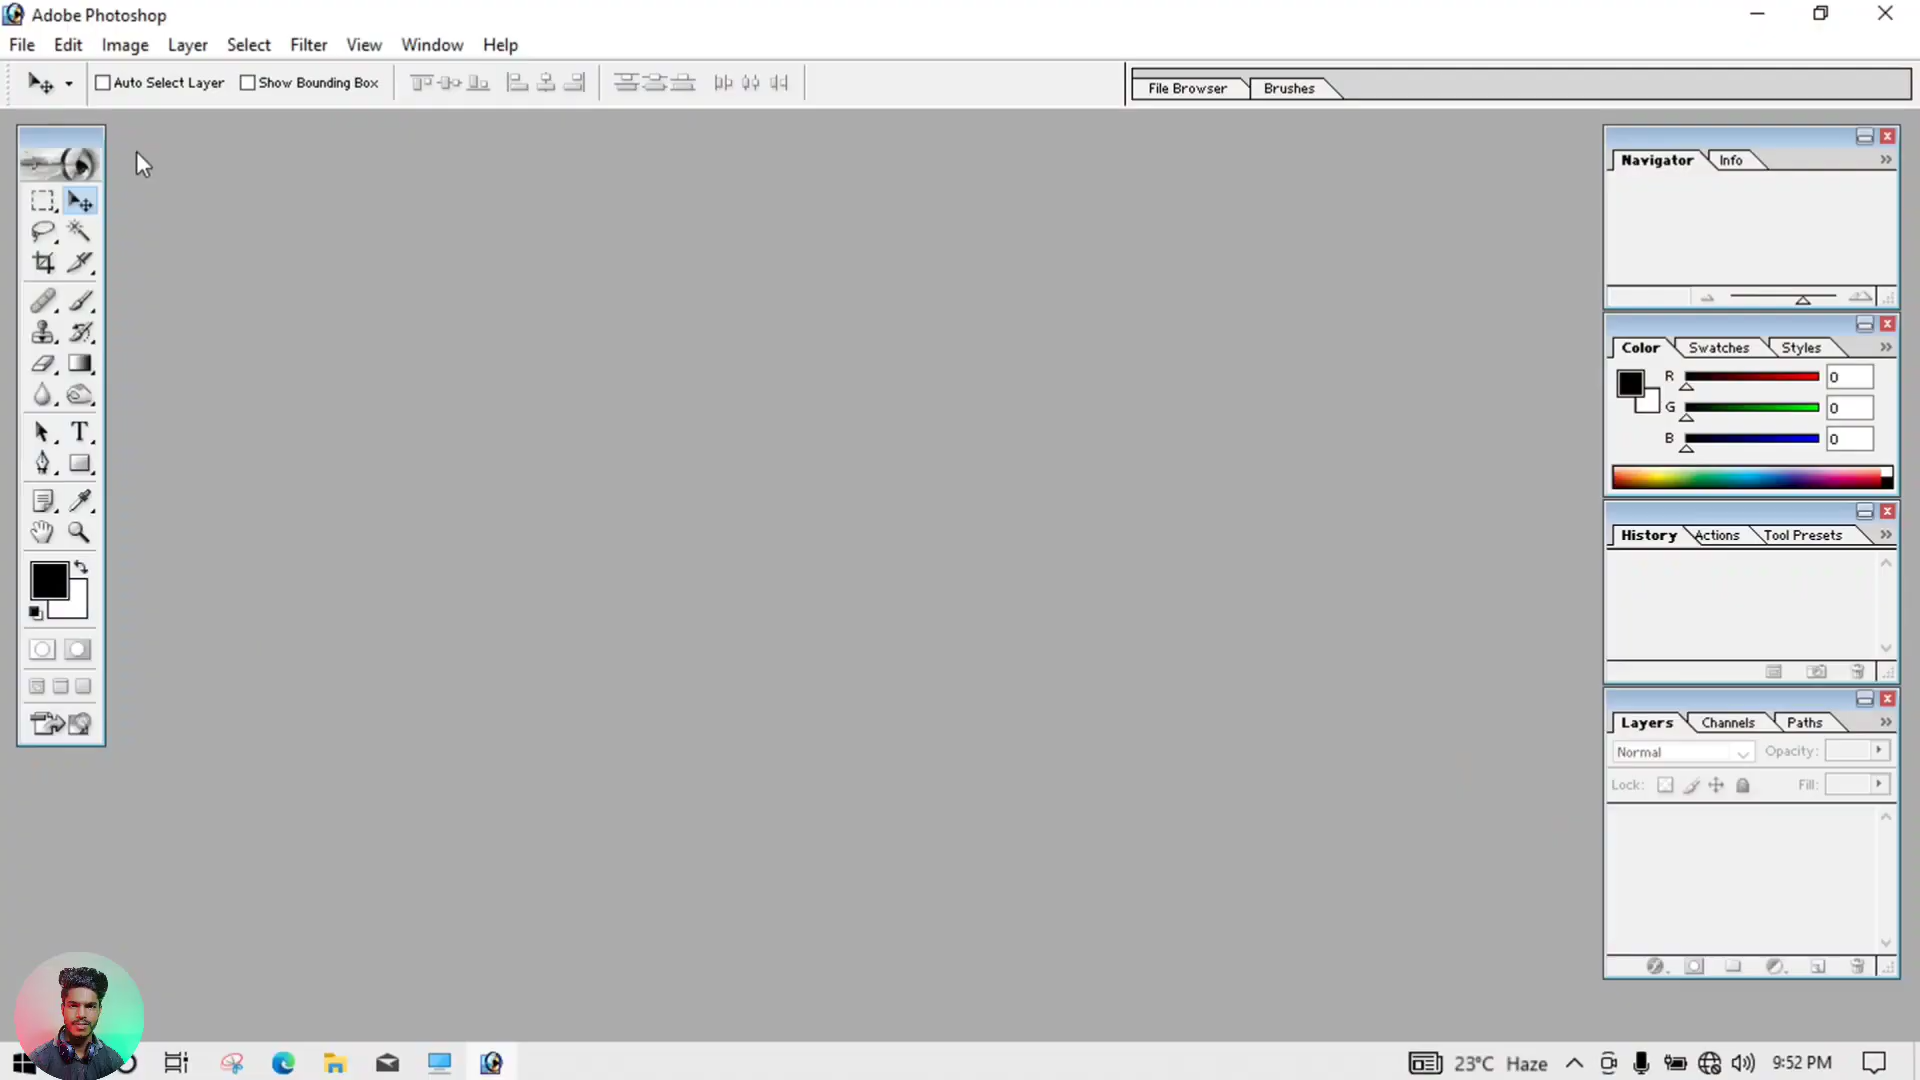 Adobe Photoshop
File Edit Image Layer Select Filter View Window Help
Auto Select Layer Show Bounding Box File Browser Brushes
Navigator Info
Color Swatches Styles
R 0
G 0
B 0
T
History Actions Tool Presets
Layers Channels Paths
Normal Opacity:
Lock: Fill:
23°C Haze 9:52 PM